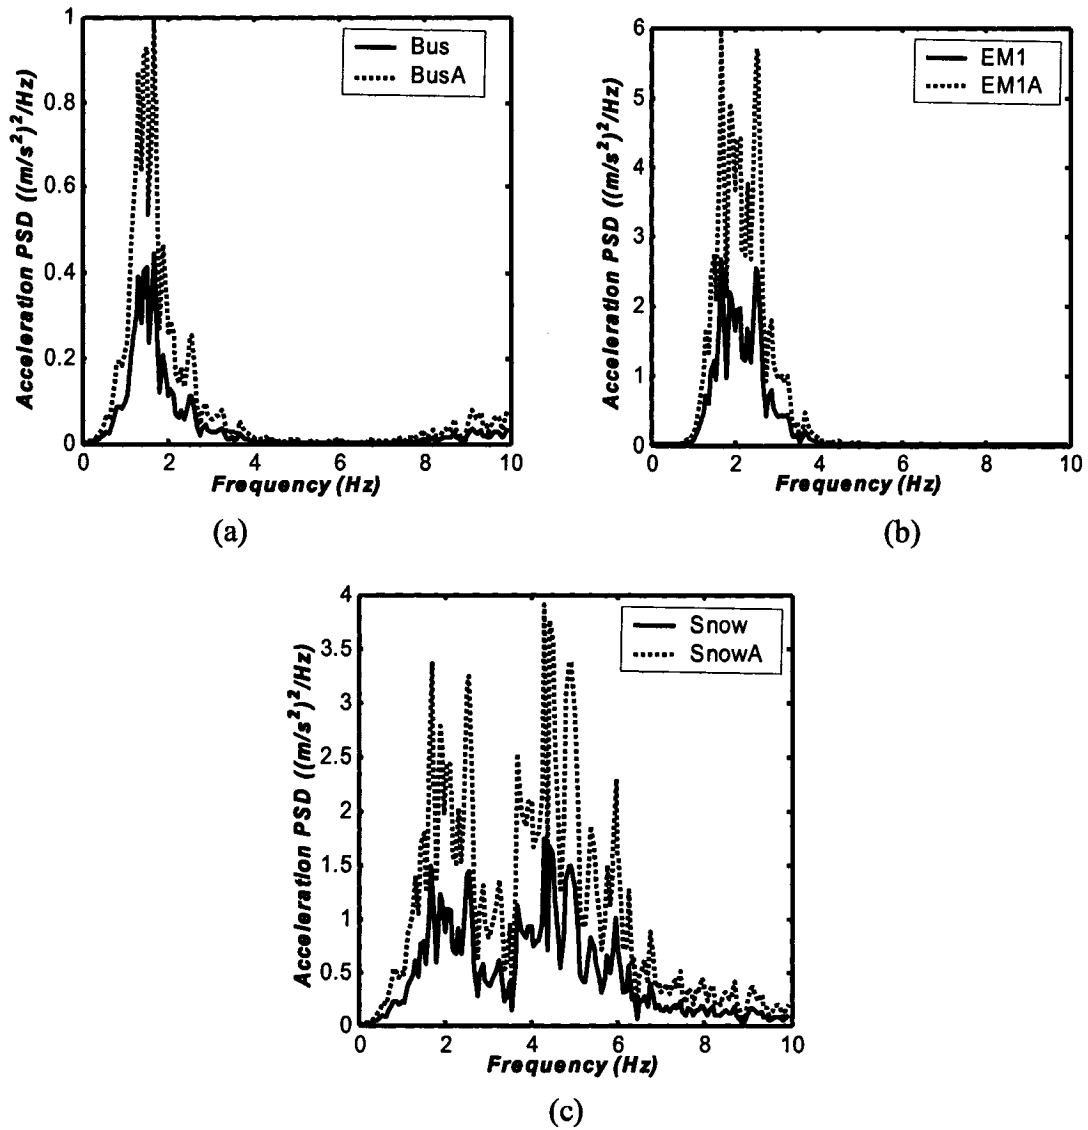 1
0.8
0.6
0.4
0.2
0
0 2 4 6 8 10
Acceleration PSD ((m/s²)²/Hz)
Frequency (Hz)
Bus
BusA
(a)
6
5
4
3
2
1
0
0 2 4 6 8 10
Acceleration PSD ((m/s²)²/Hz)
Frequency (Hz)
EM1
EM1A
(b)
4
3.5
3
2.5
2
1.5
1
0.5
0
0 2 4 6 8 10
Acceleration PSD ((m/s²)²/Hz)
Frequency (Hz)
Snow
SnowA
(c)